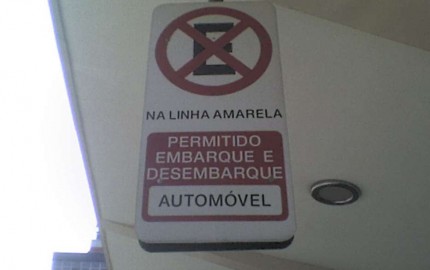 E
NA LINHA AMARELA
PERMITIDO
EMBARQUE E
DESEMBARQUE
AUTOMÓVEL